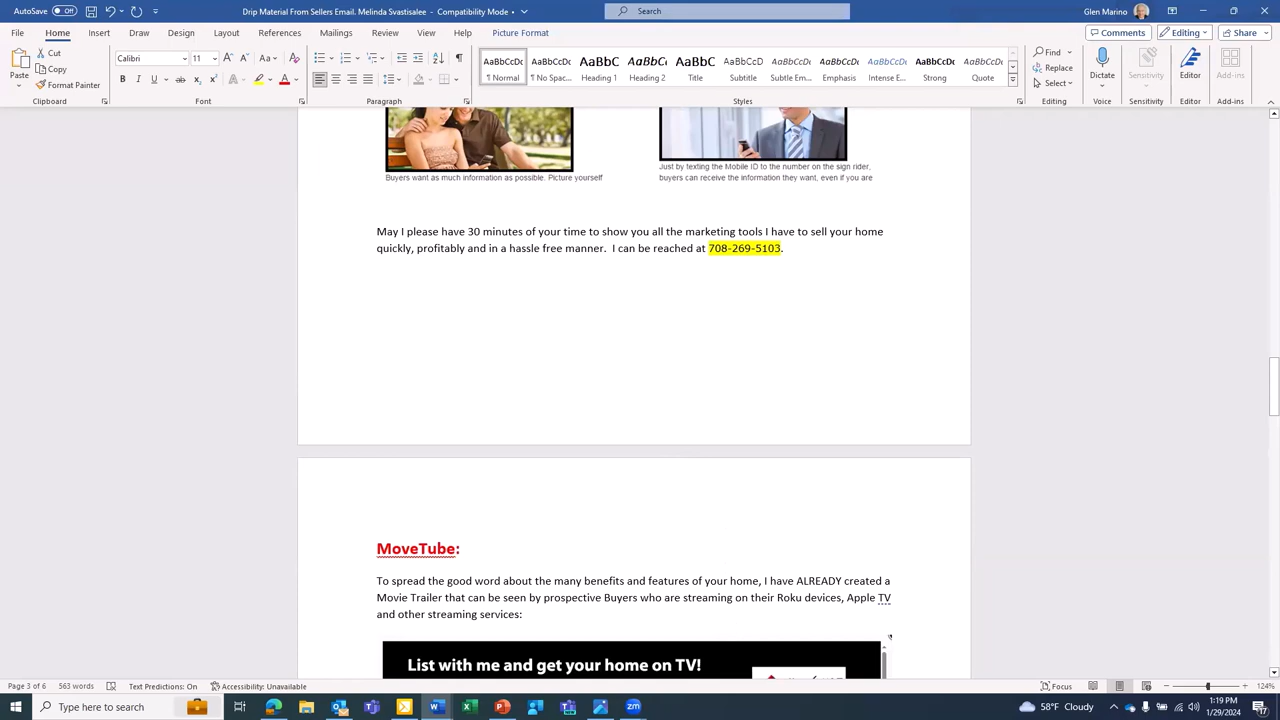 AutoSave On
Drip Material From Sellers Email. Mailings • Compatibility Mode • Saved
Search
Glen Marino
File Home Insert Draw Design Layout References Mailings Review View Help Picture Format
Comments Editing Share
Paste
Cut
Copy
Format Painter
Calibri 11
AaBbCcDc AaBbCcDc AaBbC AaBbCc AaBbC AaBbCcD AaBbCcDc AaBbCcDc AaBbCcDc AaBbCcDc AaBbCcDc
¶ Normal ¶ No Spac... Heading 1 Heading 2 Title Subtitle Subtle Em... Emphasis Intense E... Strong Quote
Find
Replace
Select
Dictate
Sensitivity
Editor
Add-ins
Clipboard Font Paragraph Styles Editing Voice Sensitivity Editor Add-ins
Buyers want as much information as possible. Picture yourself
Just by texting the Mobile ID to the number on the sign rider,
buyers can receive the information they want, even if you are
May I please have 30 minutes of your time to show you all the marketing tools I have to sell your home
quickly, profitably and in a hassle free manner. I can be reached at 708-269-5103.
MoveTube:
To spread the good word about the many benefits and features of your home, I have ALREADY created a
Movie Trailer that can be seen by prospective Buyers who are streaming on their Roku devices, Apple TV
and other streaming services:
List with me and get your home on TV!
Page 3 of 6 563 words Text Predictions: On Accessibility: Unavailable
Focus 124%
Type here to search
58°F Cloudy
1:19 PM
1/29/2024